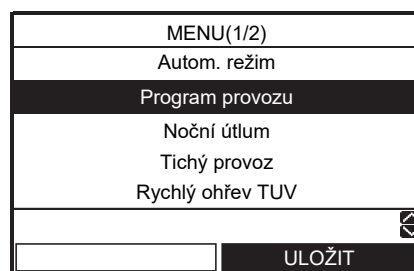 MENU(1/2)
Autom. režim
Program provozu
Noční útlum
Tichý provoz
Rychlý ohřev TUV
ULOŽIT